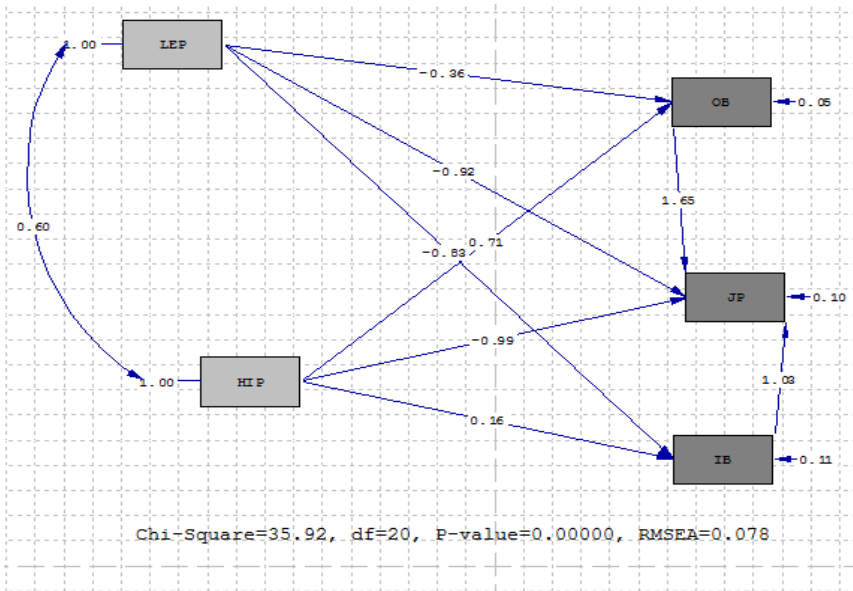 1.00 LEP
-0.36
OB 0.05
-0.92
1.65
0.60
0.71
-0.83
JP 0.10
-0.99
1.00 HIP
1.03
0.16
IB 0.11
Chi-Square=35.92, df=20, P-value=0.00000, RMSEA=0.078